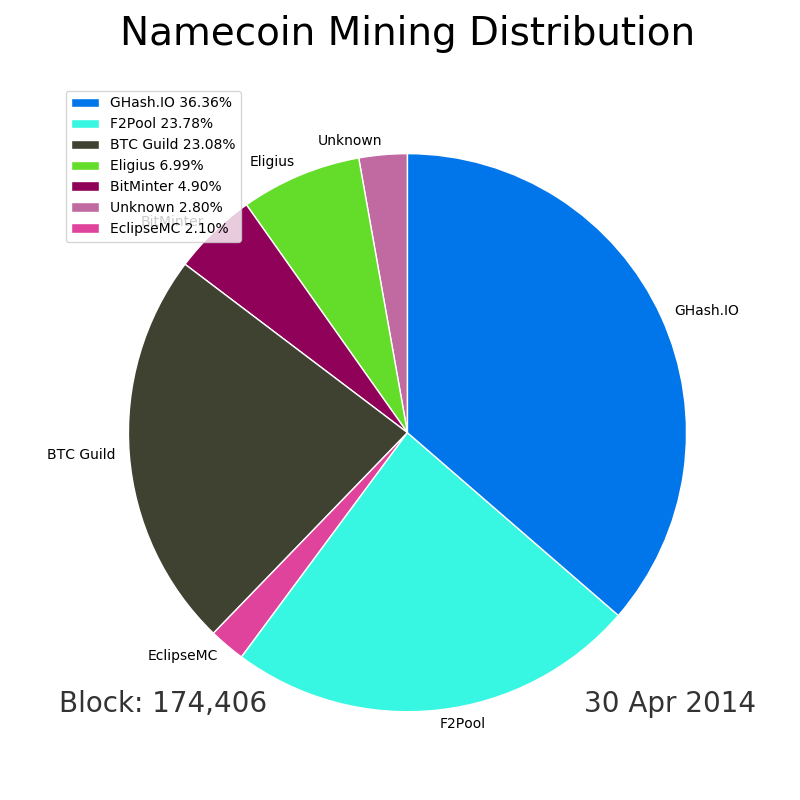 Namecoin Mining Distribution
GHash.IO 36.36%
F2Pool 23.78%
BTC Guild 23.08%
Eligius 6.99%
BitMinter 4.90%
Unknown 2.80%
EclipseMC 2.10%
Unknown
Eligius
BitMinter
GHash.IO
BTC Guild
EclipseMC
F2Pool
Block: 174,406
30 Apr 2014